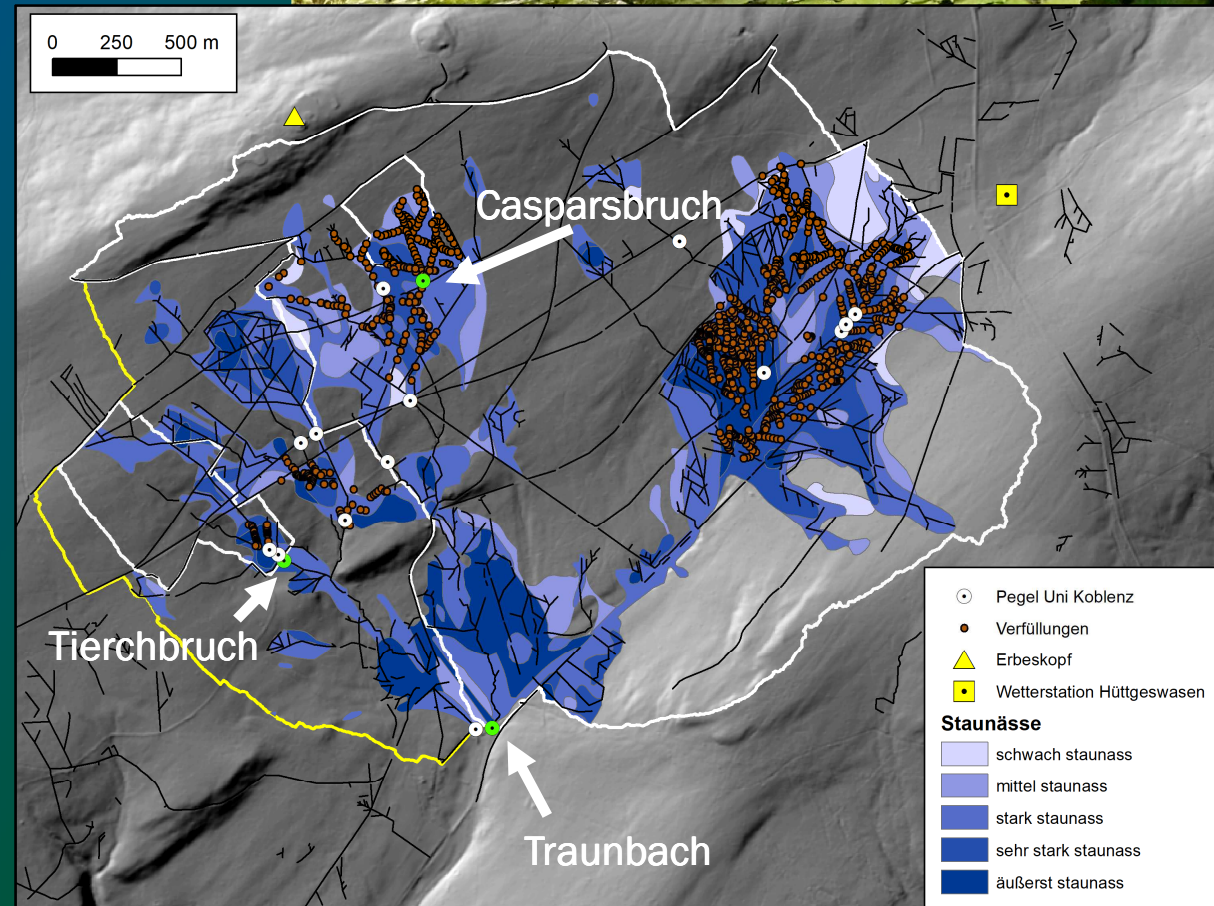 0 250 500 m
Casparsbruch
Tierchbruch
Traunbach
Pegel Uni Koblenz
Verfüllungen
Erbeskopf
Wetterstation Hüttgeswasen
Staunässe
schwach staunass
mittel staunass
stark staunass
sehr stark staunass
äußerst staunass